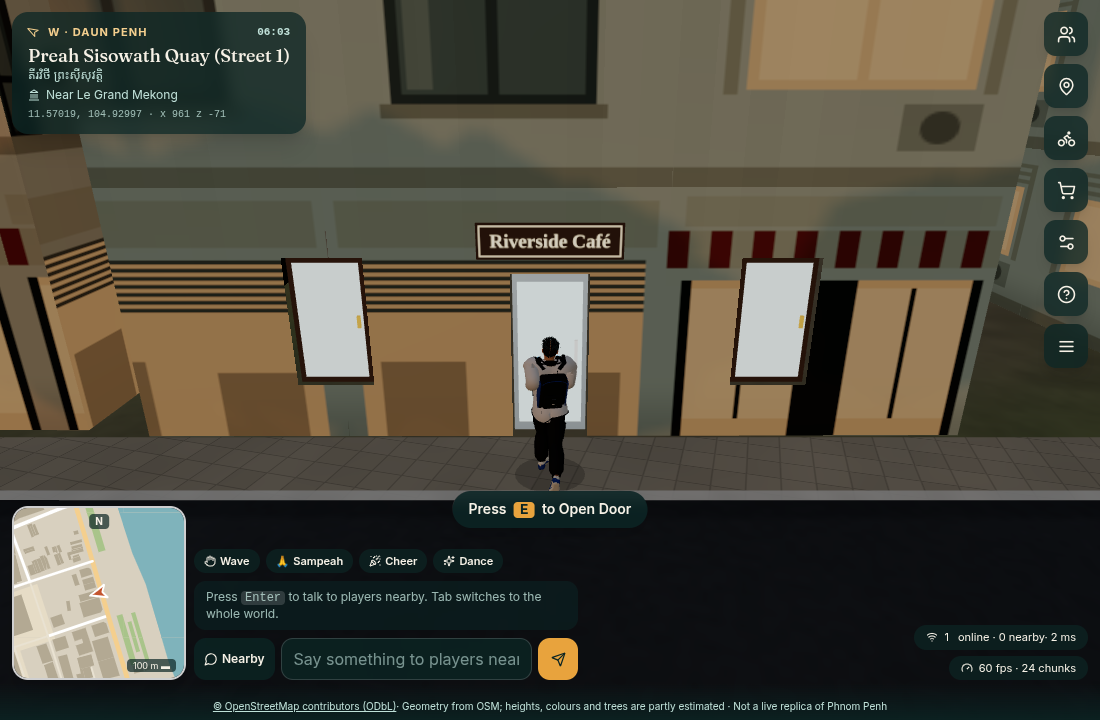 W · DAUN PENH
06:03
Preah Sisowath Quay (Street 1)
តីរវិថី ព្រះស៊ីសុវត្ថិ
Near Le Grand Mekong
11.57019, 104.92997 · x 961 z -71
Riverside Café
Press E to Open Door
N
100 m
Wave
🙏 Sampeah
Cheer
Dance
Press Enter to talk to players nearby. Tab switches to the
whole world.
Nearby
Say something to players near
1 online · 0 nearby· 2 ms
60 fps · 24 chunks
© OpenStreetMap contributors (ODbL)· Geometry from OSM; heights, colours and trees are partly estimated · Not a live replica of Phnom Penh